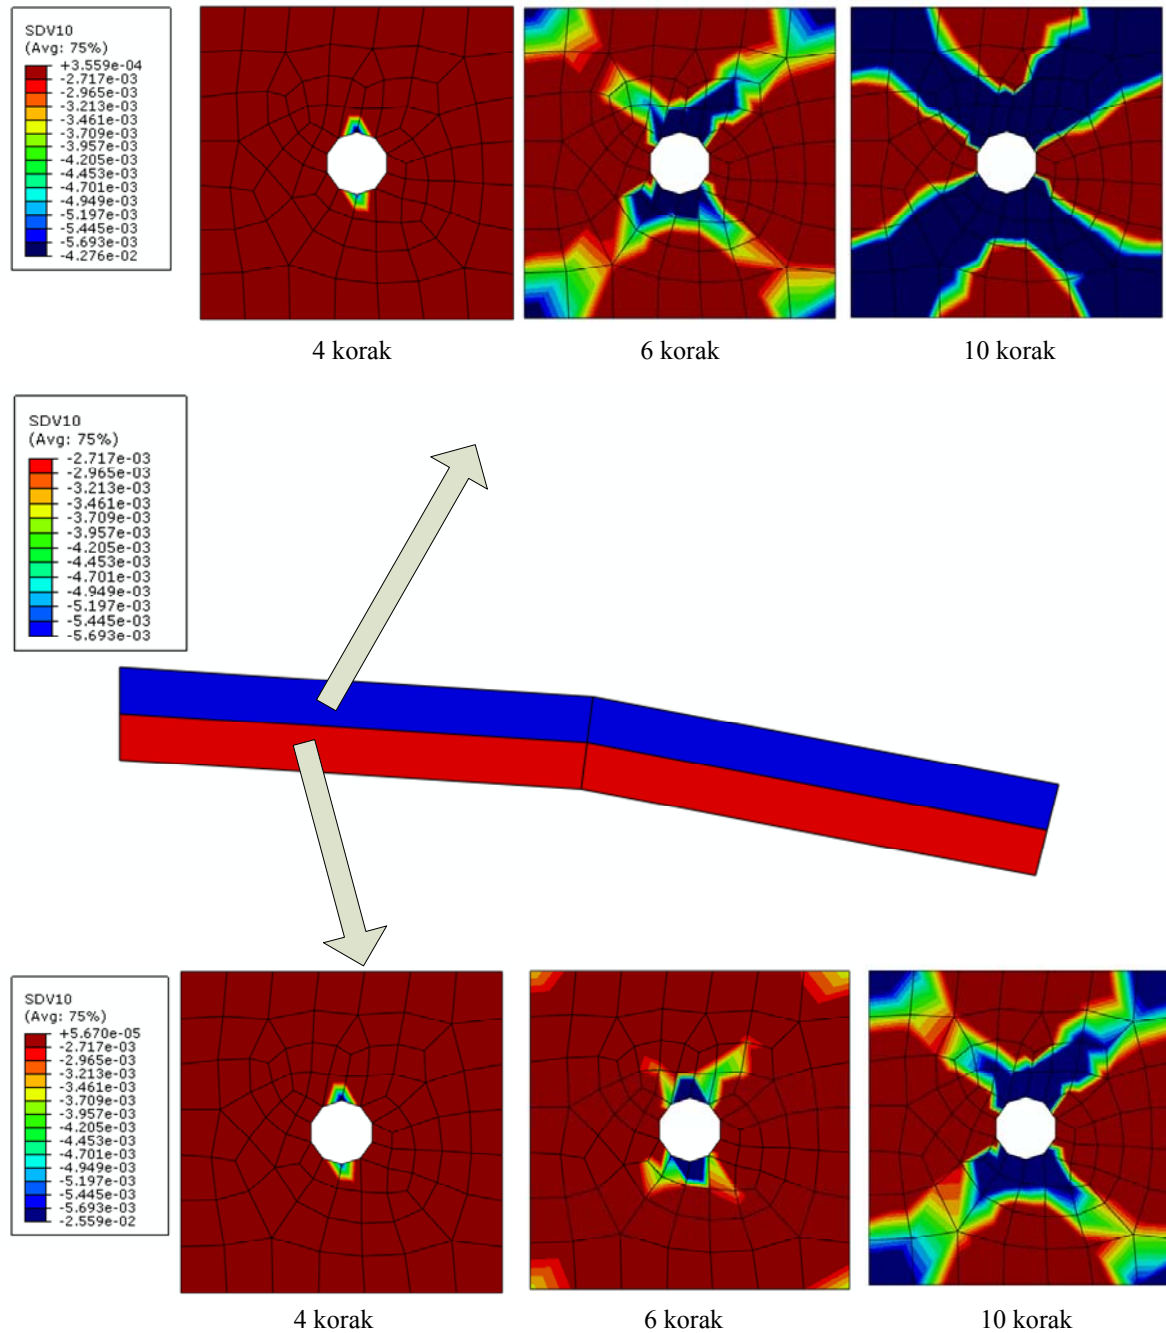 SDV10
(Avg: 75%)
+3.559e-04
-2.717e-03
-2.965e-03
-3.213e-03
-3.461e-03
-3.709e-03
-3.957e-03
-4.205e-03
-4.453e-03
-4.701e-03
-4.949e-03
-5.197e-03
-5.445e-03
-5.693e-03
-4.276e-02
4 korak
6 korak
10 korak
SDV10
(Avg: 75%)
-2.717e-03
-2.965e-03
-3.213e-03
-3.461e-03
-3.709e-03
-3.957e-03
-4.205e-03
-4.453e-03
-4.701e-03
-4.949e-03
-5.197e-03
-5.445e-03
-5.693e-03
SDV10
(Avg: 75%)
+5.670e-05
-2.717e-03
-2.965e-03
-3.213e-03
-3.461e-03
-3.709e-03
-3.957e-03
-4.205e-03
-4.453e-03
-4.701e-03
-4.949e-03
-5.197e-03
-5.445e-03
-5.693e-03
-2.559e-02
4 korak
6 korak
10 korak